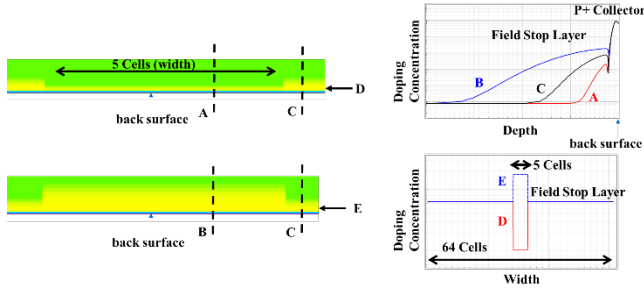 5 Cells (width)
D
back surface
A
C
E
back surface
B
C
P+ Collector
Field Stop Layer
B
C
A
Doping
Concentration
Depth
back surface
5 Cells
E
Field Stop Layer
D
64 Cells
Doping
Concentration
Width